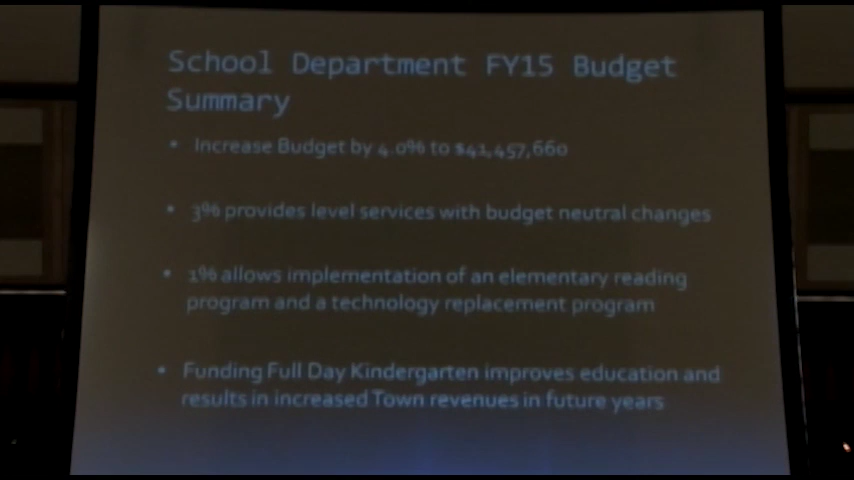 School Department FY15 Budget
Summary
• Increase Budget by 4.0% to $41,457,660
• 3% provides level services with budget neutral changes
• 1% allows implementation of an elementary reading
program and a technology replacement program
• Funding Full Day Kindergarten improves education and
results in increased Town revenues in future years